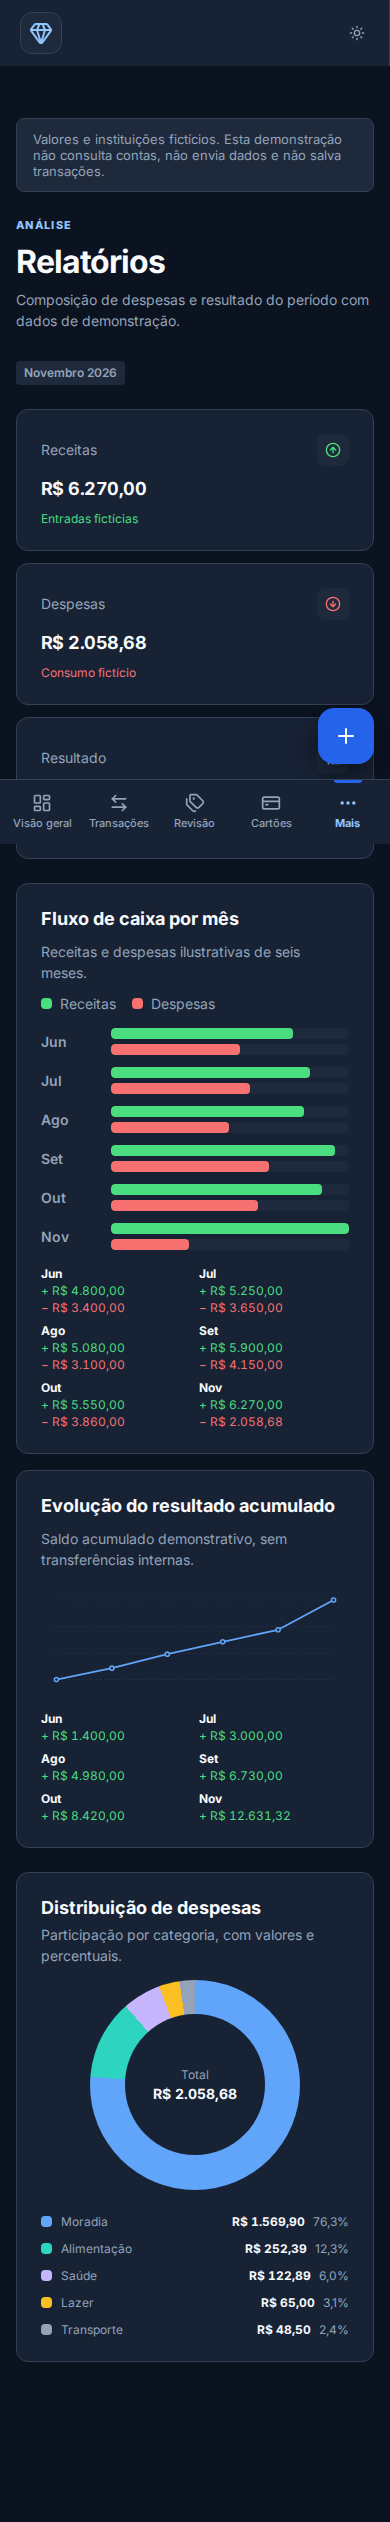 Valores e instituições fictícios. Esta demonstração
não consulta contas, não envia dados e não salva
transações.
ANÁLISE
Relatórios
Composição de despesas e resultado do período com
dados de demonstração.
Novembro 2026
Receitas
R$ 6.270,00
Entradas fictícias
Despesas
R$ 2.058,68
Consumo fictício
Resultado
Visão geral Transações Revisão Cartões Mais
Fluxo de caixa por mês
Receitas e despesas ilustrativas de seis
meses.
Receitas Despesas
Jun
Jul
Ago
Set
Out
Nov
Jun Jul
+ R$ 4.800,00 + R$ 5.250,00
− R$ 3.400,00 − R$ 3.650,00
Ago Set
+ R$ 5.080,00 + R$ 5.900,00
− R$ 3.100,00 − R$ 4.150,00
Out Nov
+ R$ 5.550,00 + R$ 6.270,00
− R$ 3.860,00 − R$ 2.058,68
Evolução do resultado acumulado
Saldo acumulado demonstrativo, sem
transferências internas.
Jun Jul
+ R$ 1.400,00 + R$ 3.000,00
Ago Set
+ R$ 4.980,00 + R$ 6.730,00
Out Nov
+ R$ 8.420,00 + R$ 12.631,32
Distribuição de despesas
Participação por categoria, com valores e
percentuais.
Total
R$ 2.058,68
Moradia R$ 1.569,90 76,3%
Alimentação R$ 252,39 12,3%
Saúde R$ 122,89 6,0%
Lazer R$ 65,00 3,1%
Transporte R$ 48,50 2,4%